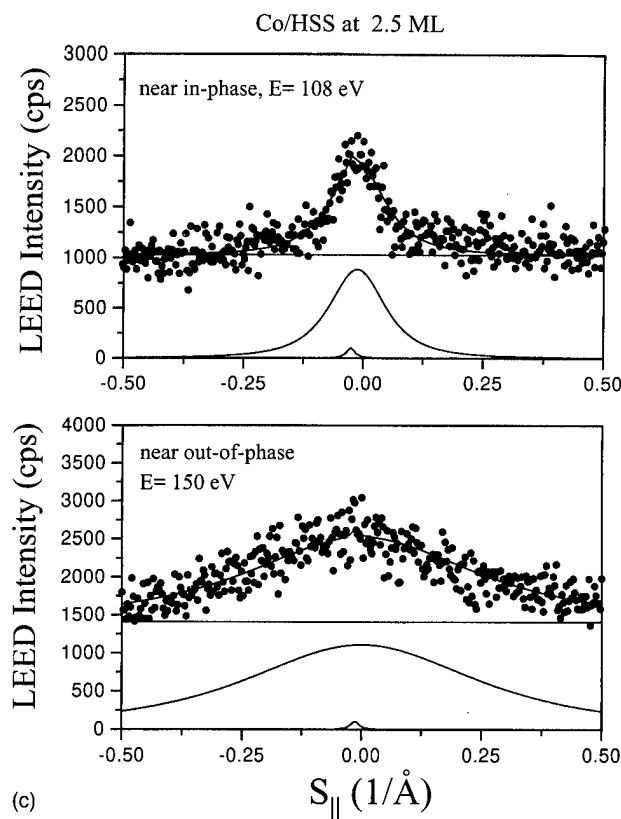 Co/HSS at 2.5 ML
LEED Intensity (cps)
3000
2500
2000
1500
1000
500
0
near in-phase, E= 108 eV
-0.50 -0.25 0.00 0.25 0.50
LEED Intensity (cps)
4000
3500
3000
2500
2000
1500
1000
500
0
near out-of-phase
E= 150 eV
-0.50 -0.25 0.00 0.25 0.50
(c)
S|| (1/Å)